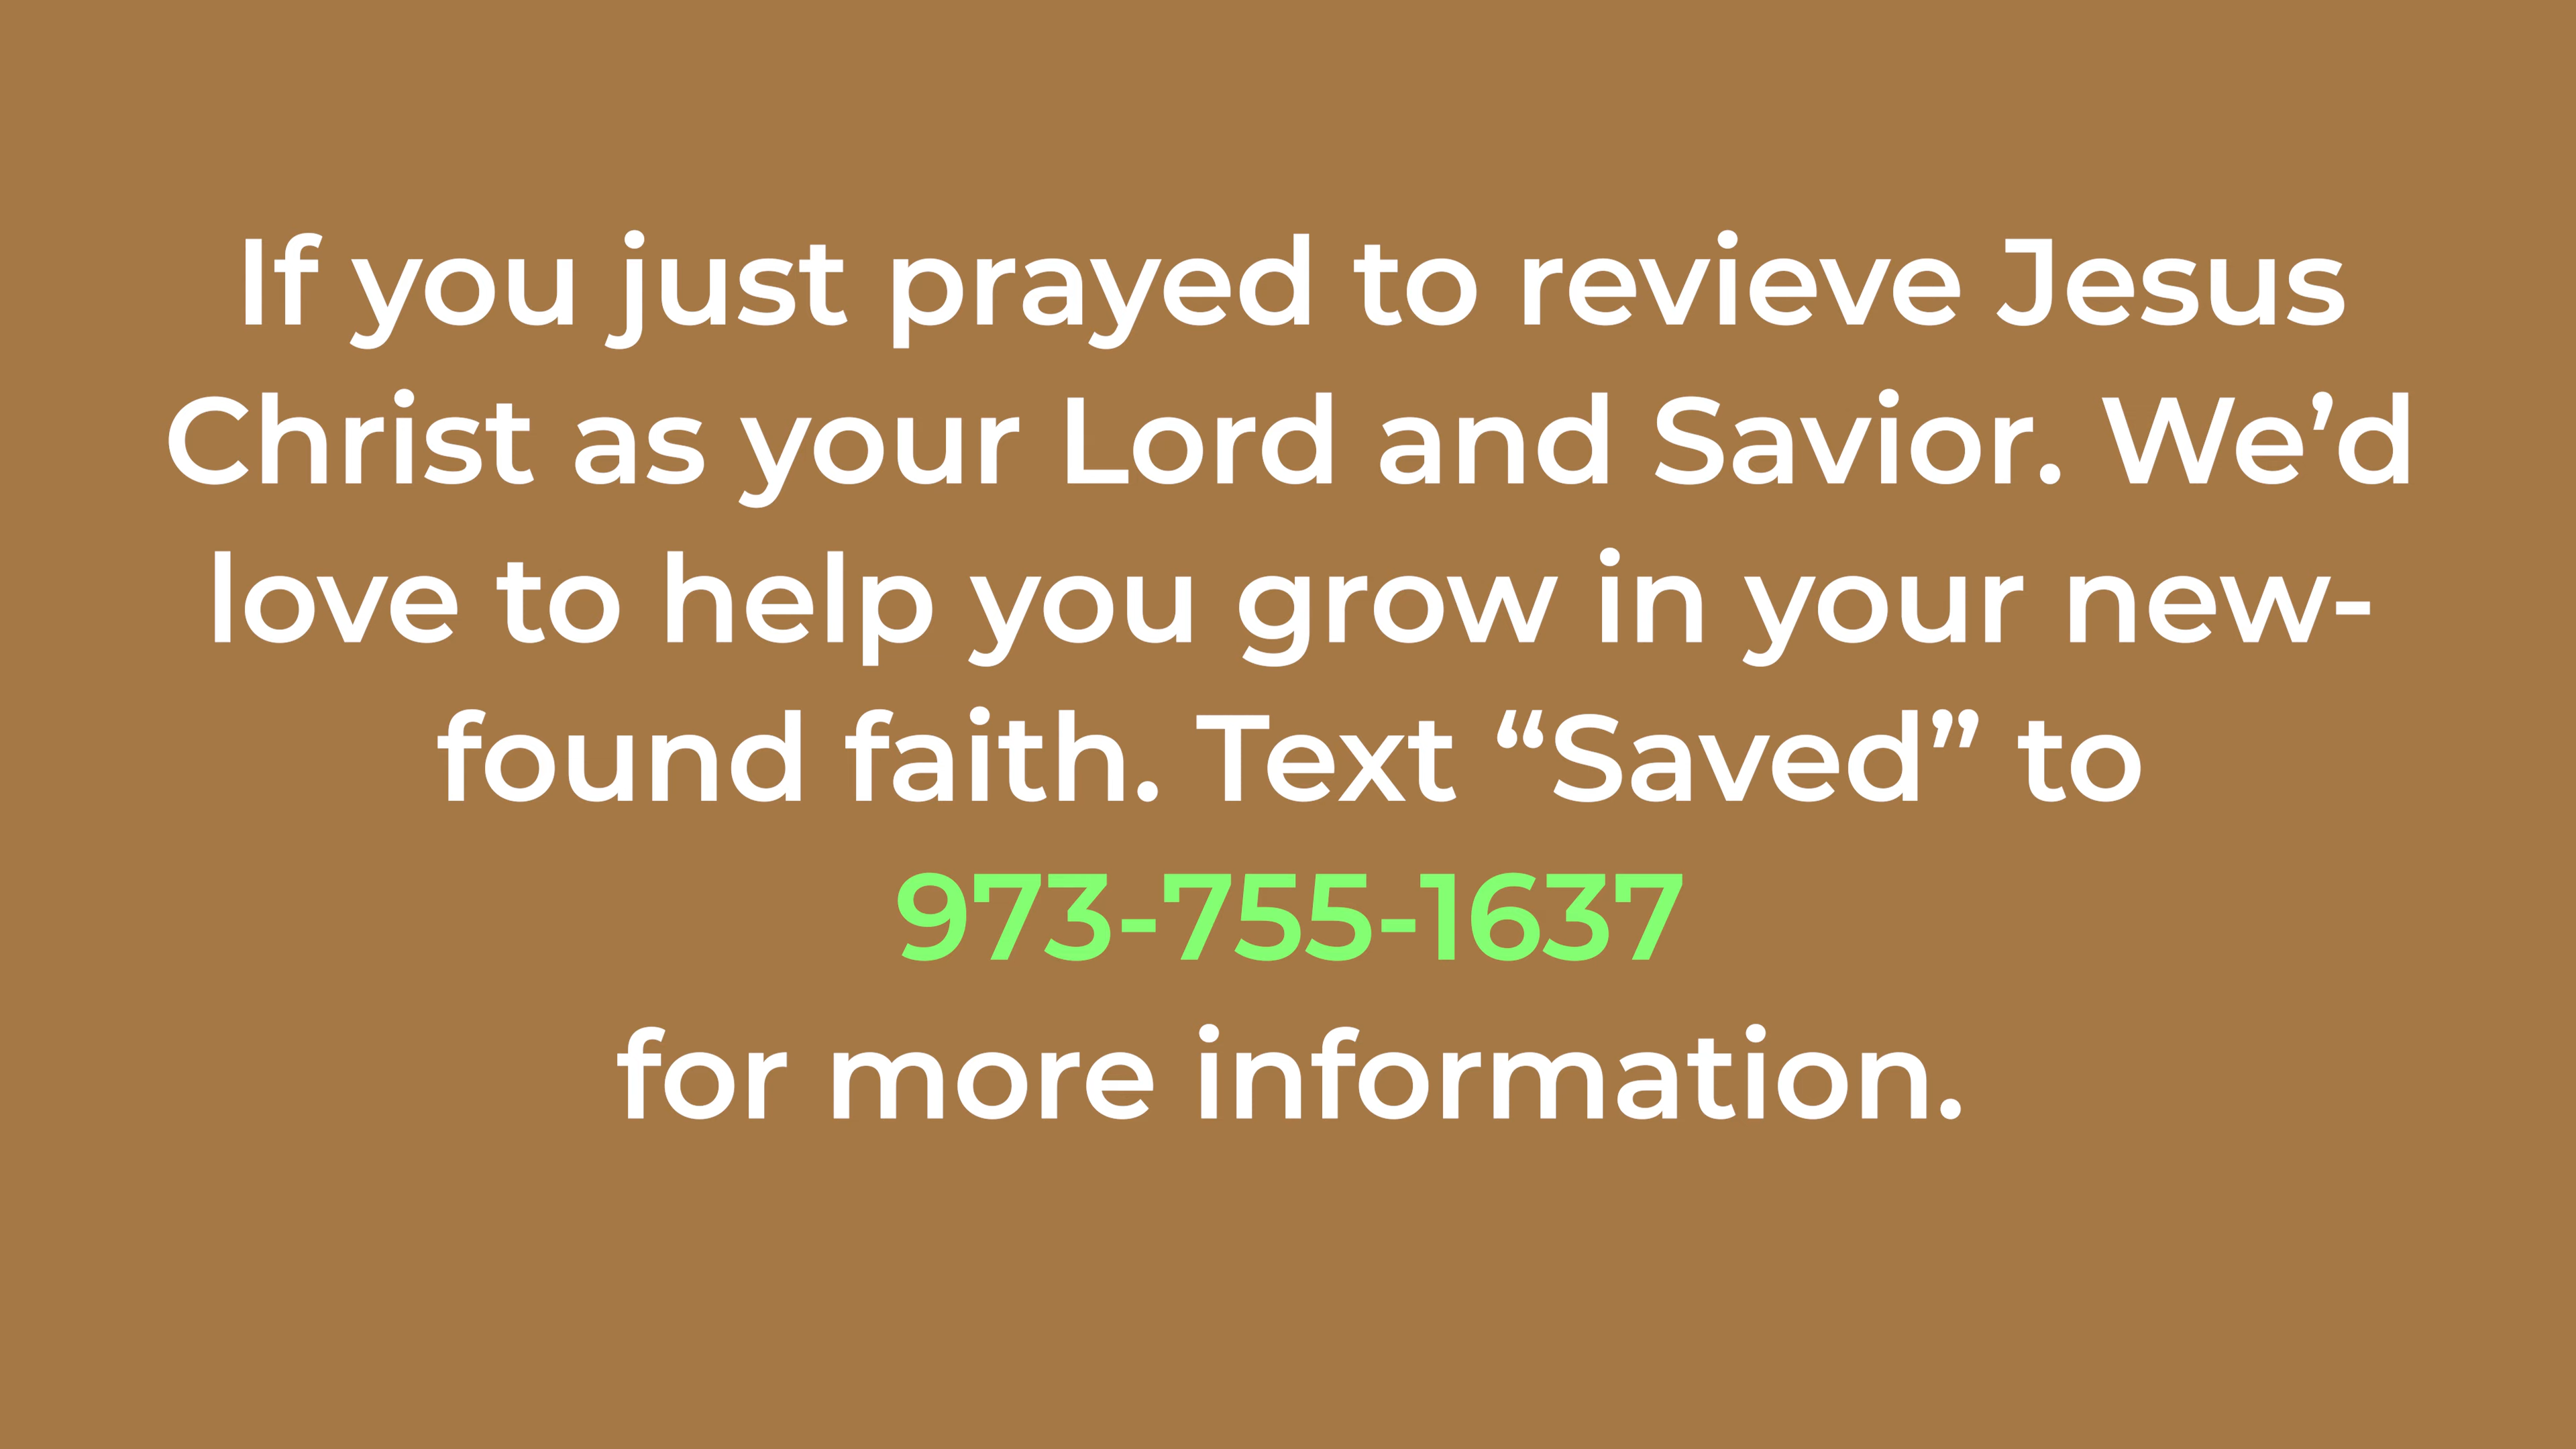 If you just prayed to revieve Jesus
Christ as your Lord and Savior. We’d
love to help you grow in your new-
found faith. Text “Saved” to
973-755-1637
for more information.